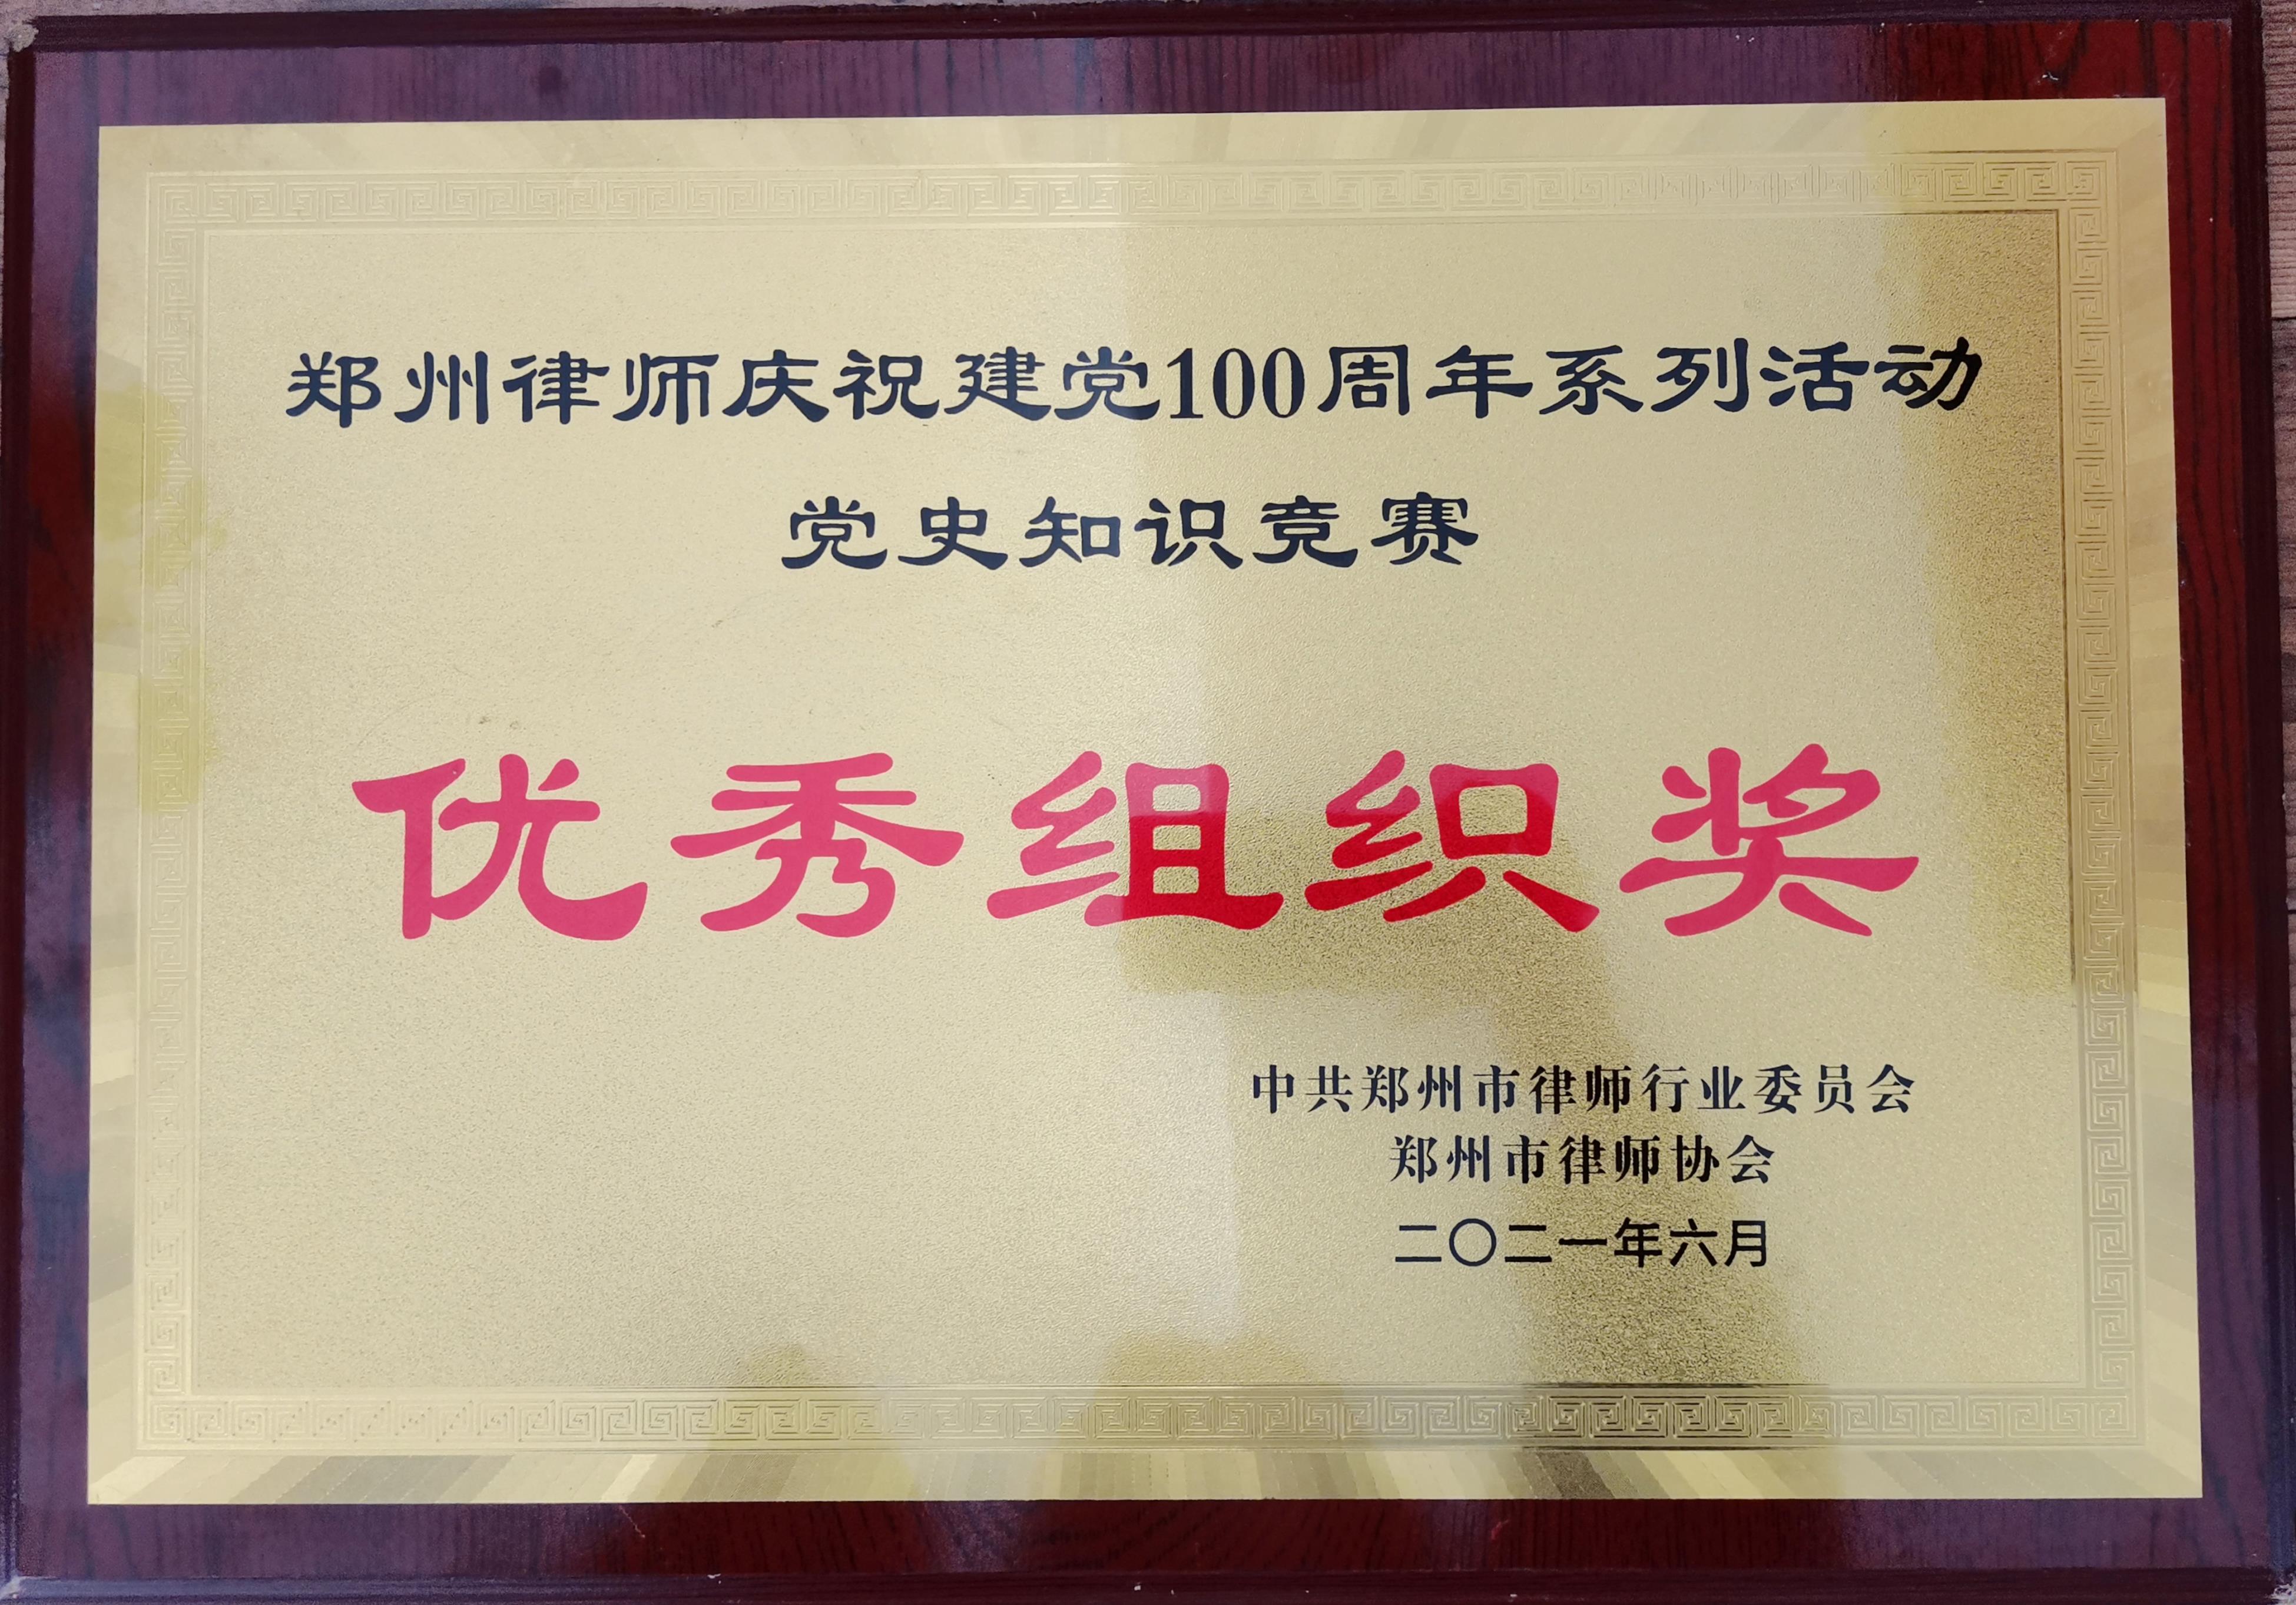 郑州律师庆祝建党100周年系列活动
党史知识竞赛
优秀组织奖
中共郑州市律师行业委员会
郑州市律师协会
二〇二一年六月